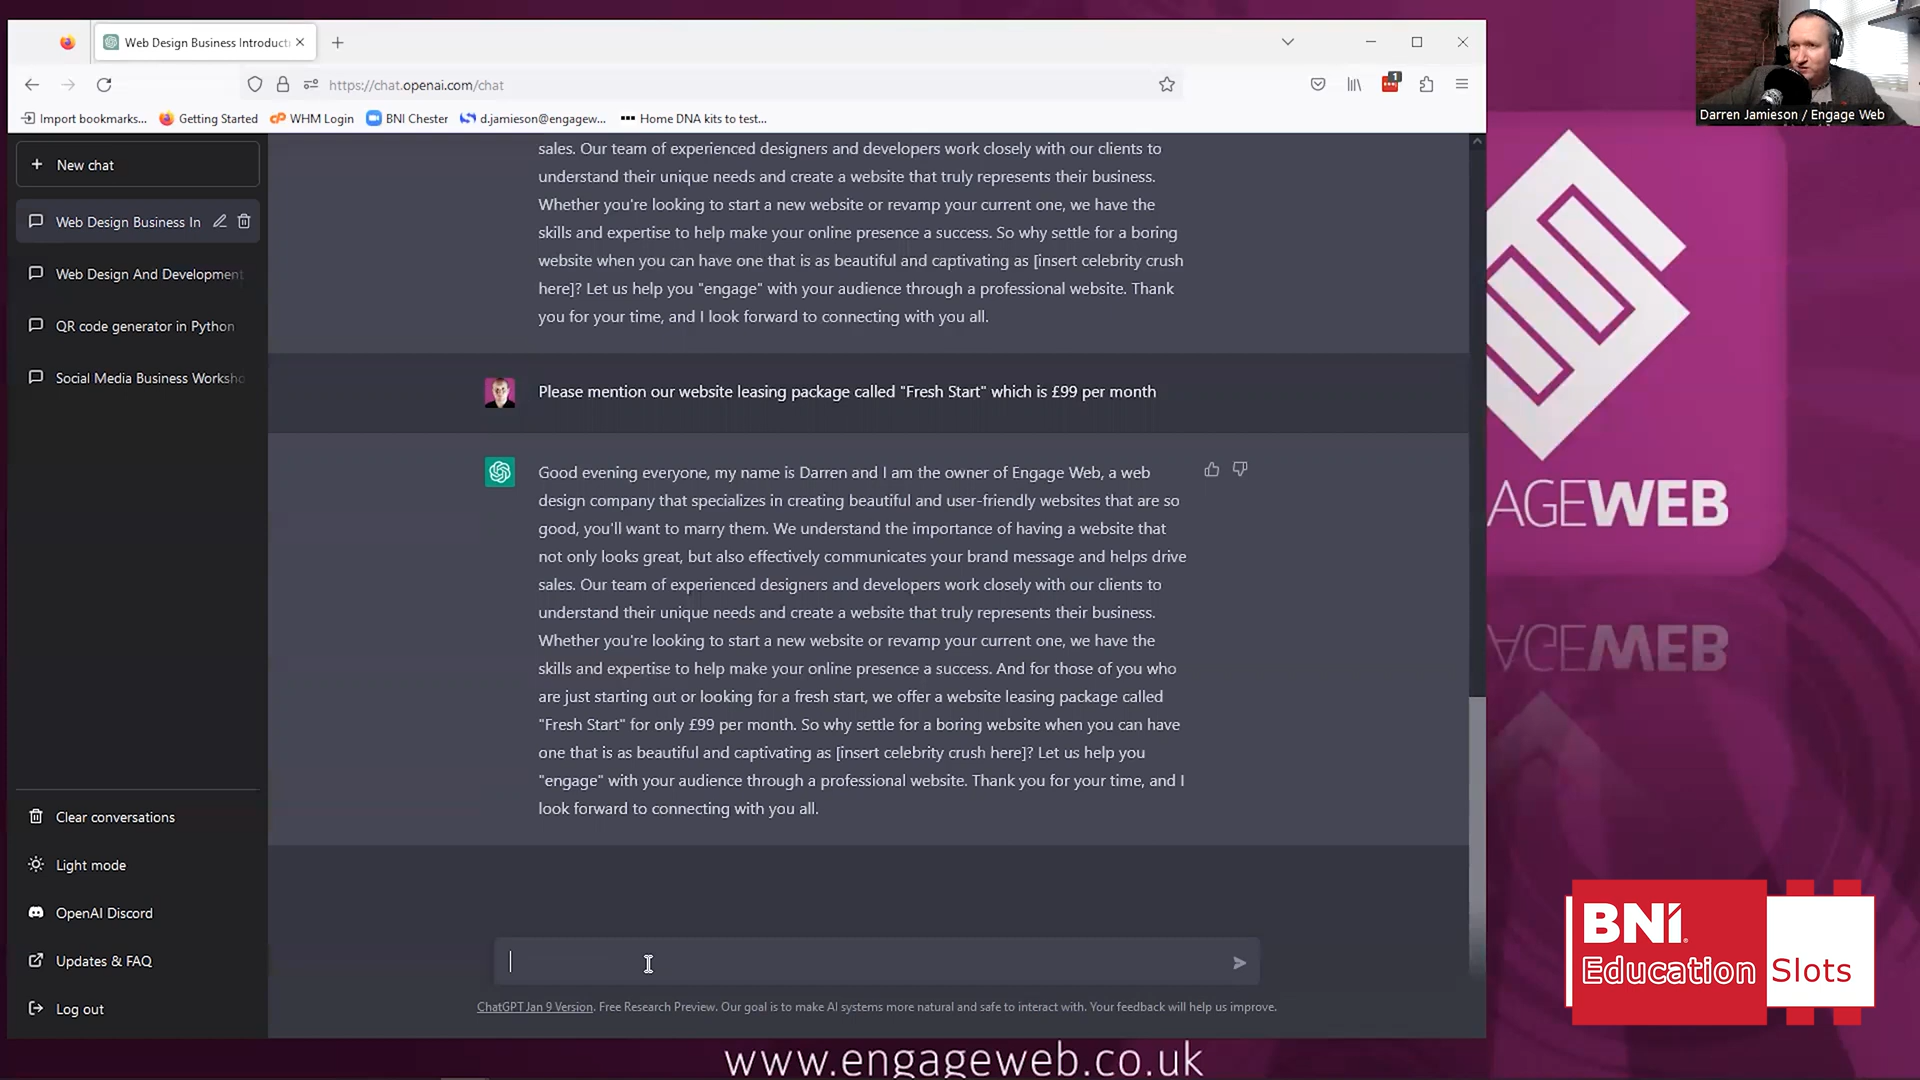 Web Design Business Introduct
https://chat.openai.com/chat
1
Import bookmarks...
Getting Started
WHM Login
BNI Chester
d.jamieson@engagew...
Home DNA kits to test...
Darren Jamieson / Engage Web
New chat
Web Design Business In
Web Design And Development
QR code generator in Python
Social Media Business Worksho
sales. Our team of experienced designers and developers work closely with our clients to
understand their unique needs and create a website that truly represents their business.
Whether you're looking to start a new website or revamp your current one, we have the
skills and expertise to help make your online presence a success. So why settle for a boring
website when you can have one that is as beautiful and captivating as [insert celebrity crush
here]? Let us help you "engage" with your audience through a professional website. Thank
you for your time, and I look forward to connecting with you all.
Please mention our website leasing package called "Fresh Start" which is £99 per month
Good evening everyone, my name is Darren and I am the owner of Engage Web, a web
design company that specializes in creating beautiful and user-friendly websites that are so
good, you'll want to marry them. We understand the importance of having a website that
not only looks great, but also effectively communicates your brand message and helps drive
sales. Our team of experienced designers and developers work closely with our clients to
understand their unique needs and create a website that truly represents their business.
Whether you're looking to start a new website or revamp your current one, we have the
skills and expertise to help make your online presence a success. And for those of you who
are just starting out or looking for a fresh start, we offer a website leasing package called
"Fresh Start" for only £99 per month. So why settle for a boring website when you can have
one that is as beautiful and captivating as [insert celebrity crush here]? Let us help you
"engage" with your audience through a professional website. Thank you for your time, and I
look forward to connecting with you all.
Clear conversations
Light mode
OpenAI Discord
Updates & FAQ
Log out
ChatGPT Jan 9 Version. Free Research Preview. Our goal is to make AI systems more natural and safe to interact with. Your feedback will help us improve.
AGEWEB
BNI®
Education Slots
www.engageweb.co.uk